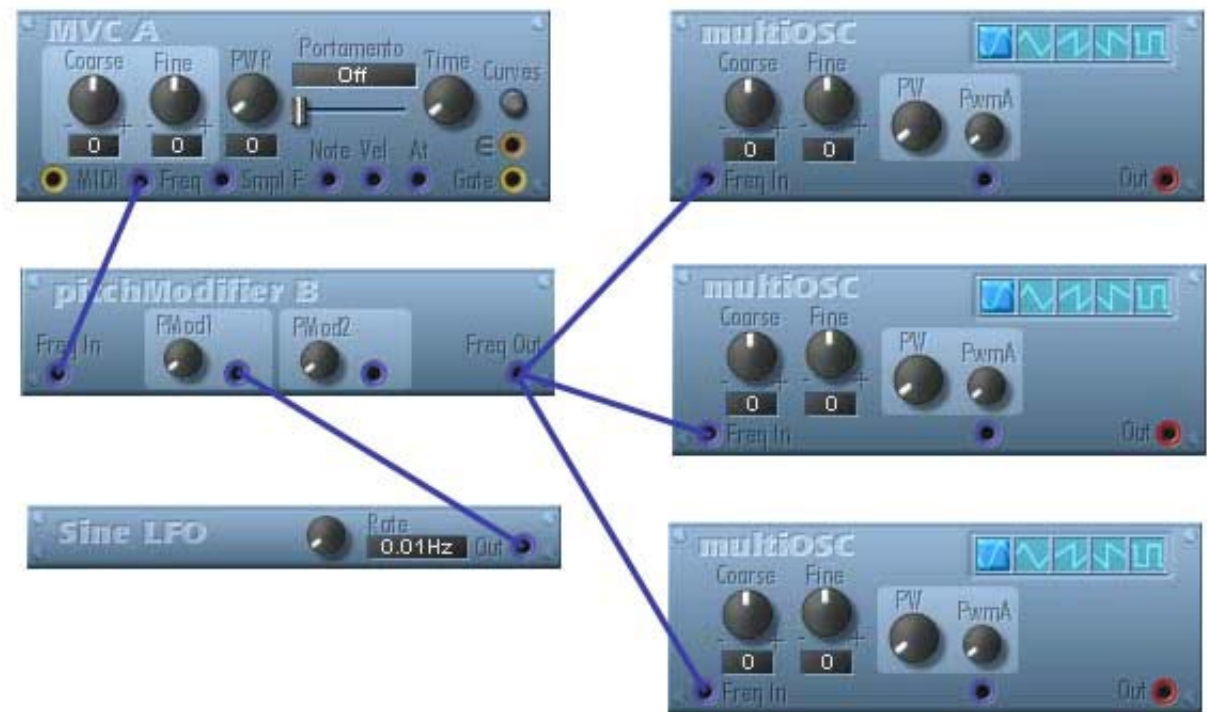 MVC A
Coarse Fine PWR Portamento Time Curves
Off
- + 0 0 0
Note Vel At
MIDI Freq Smpl F Gate
pitchModifier B
PMod1 PMod2
Freq In Freq Out
Sine LFO
Rate
0.01Hz Out
multiOSC
Coarse Fine PW PwmA
- + - +
0 0
Freq In Out
multiOSC
Coarse Fine PW PwmA
- + - +
0 0
Freq In Out
multiOSC
Coarse Fine PW PwmA
- + - +
0 0
Freq In Out